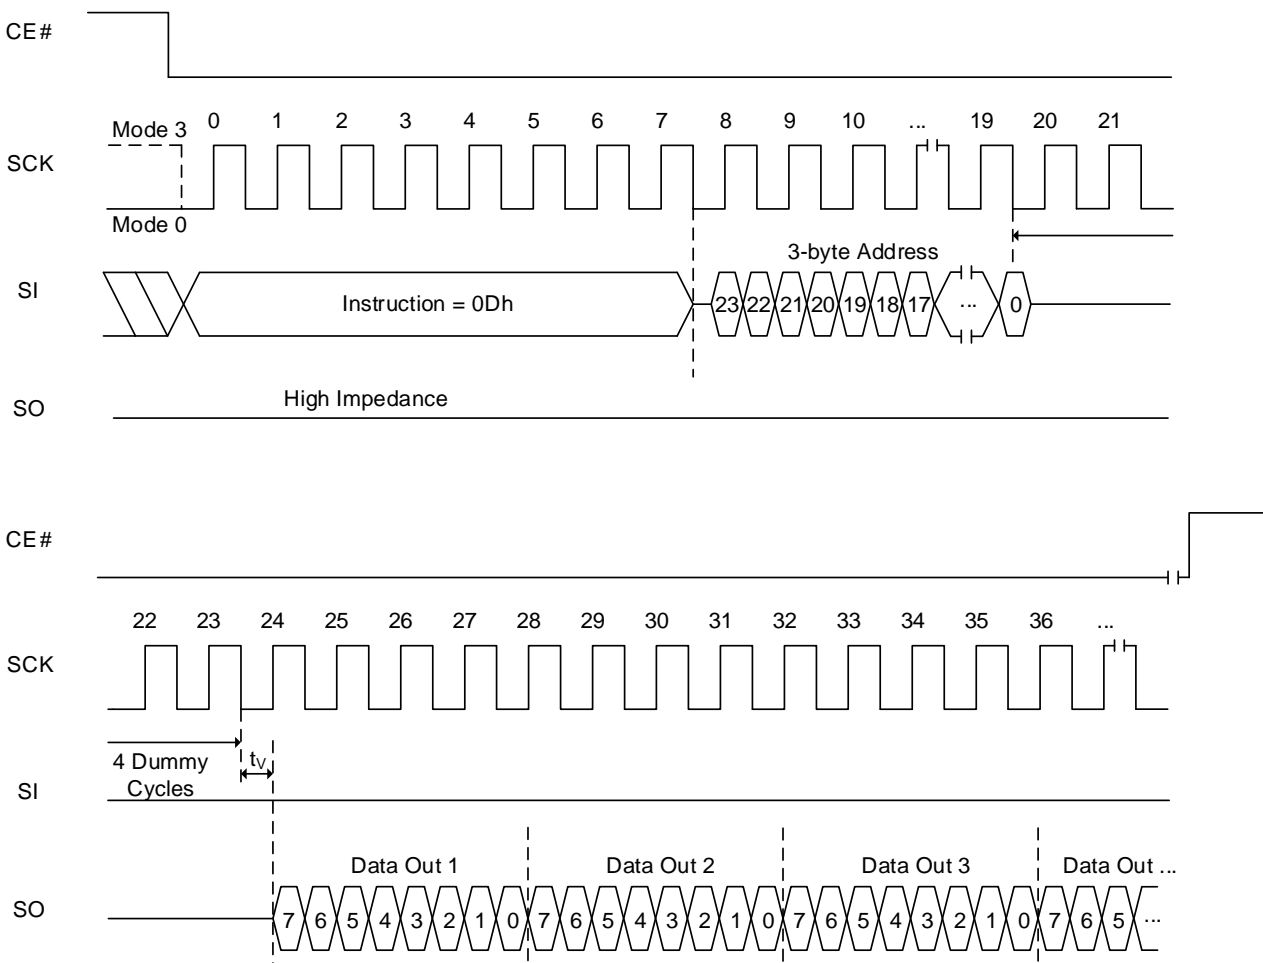 CE#
Mode 3 0 1 2 3 4 5 6 7 8 9 10 ... 19 20 21
SCK
Mode 0
3-byte Address
SI Instruction = 0Dh 23 22 21 20 19 18 17 ... 0
High Impedance
SO
CE#
22 23 24 25 26 27 28 29 30 31 32 33 34 35 36 ...
SCK
4 Dummy tV
Cycles
SI
Data Out 1 Data Out 2 Data Out 3 Data Out ...
SO 7 6 5 4 3 2 1 0 7 6 5 4 3 2 1 0 7 6 5 4 3 2 1 0 7 6 5 ...